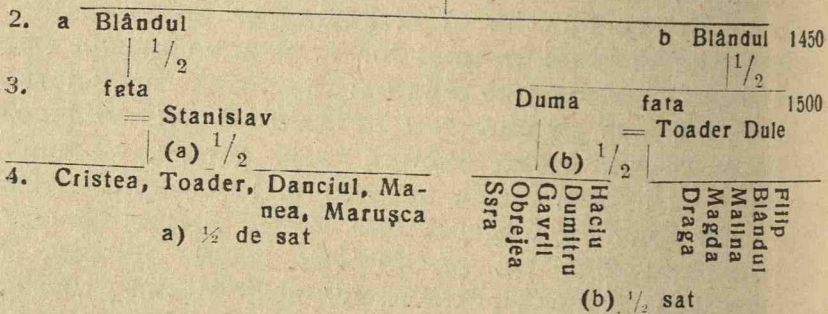 2. a Blândul b Blândul 1450
1/2 1/2
3. feta Duma fata 1500
= Stanislav = Toader Dule
(a) 1/2 (b) 1/2
4. Cristea, Toader, Danciul, Ma-
nea, Marușca
a) ½ de sat
Ssra
Obrejea
Gavril
Dumitru
Haciu
Draga
Magda
Malina
Blândul
Filip
(b) 1/2 sat